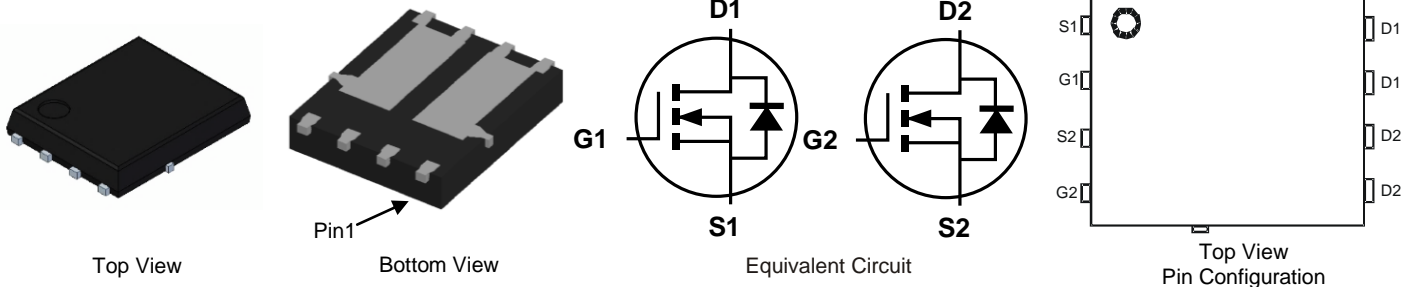 D1
D2
G1
G2
S1
S2
Pin1
S1
G1
S2
G2
D1
D1
D2
D2
Top View
Bottom View
Equivalent Circuit
Top View
Pin Configuration